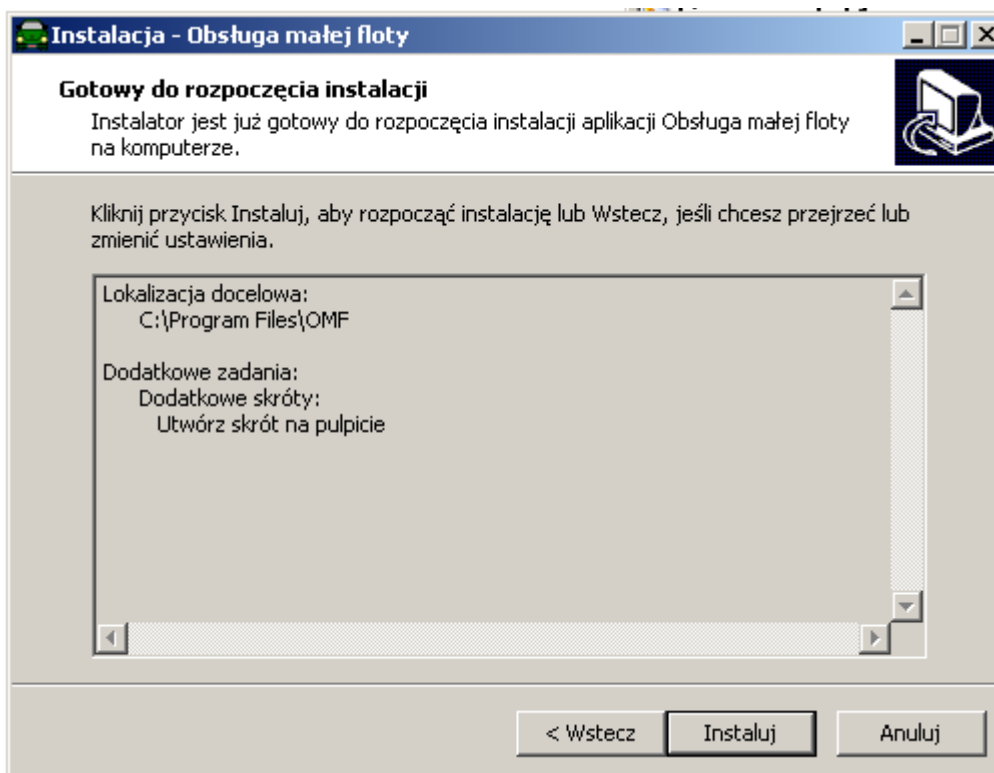 Instalacja - Obsługa małej floty
Gotowy do rozpoczęcia instalacji
Instalator jest już gotowy do rozpoczęcia instalacji aplikacji Obsługa małej floty
na komputerze.
Kliknij przycisk Instaluj, aby rozpocząć instalację lub Wstecz, jeśli chcesz przejrzeć lub
zmienić ustawienia.
Lokalizacja docelowa:
C:\Program Files\OMF
Dodatkowe zadania:
Dodatkowe skróty:
Utwórz skrót na pulpicie
< Wstecz
Instaluj
Anuluj